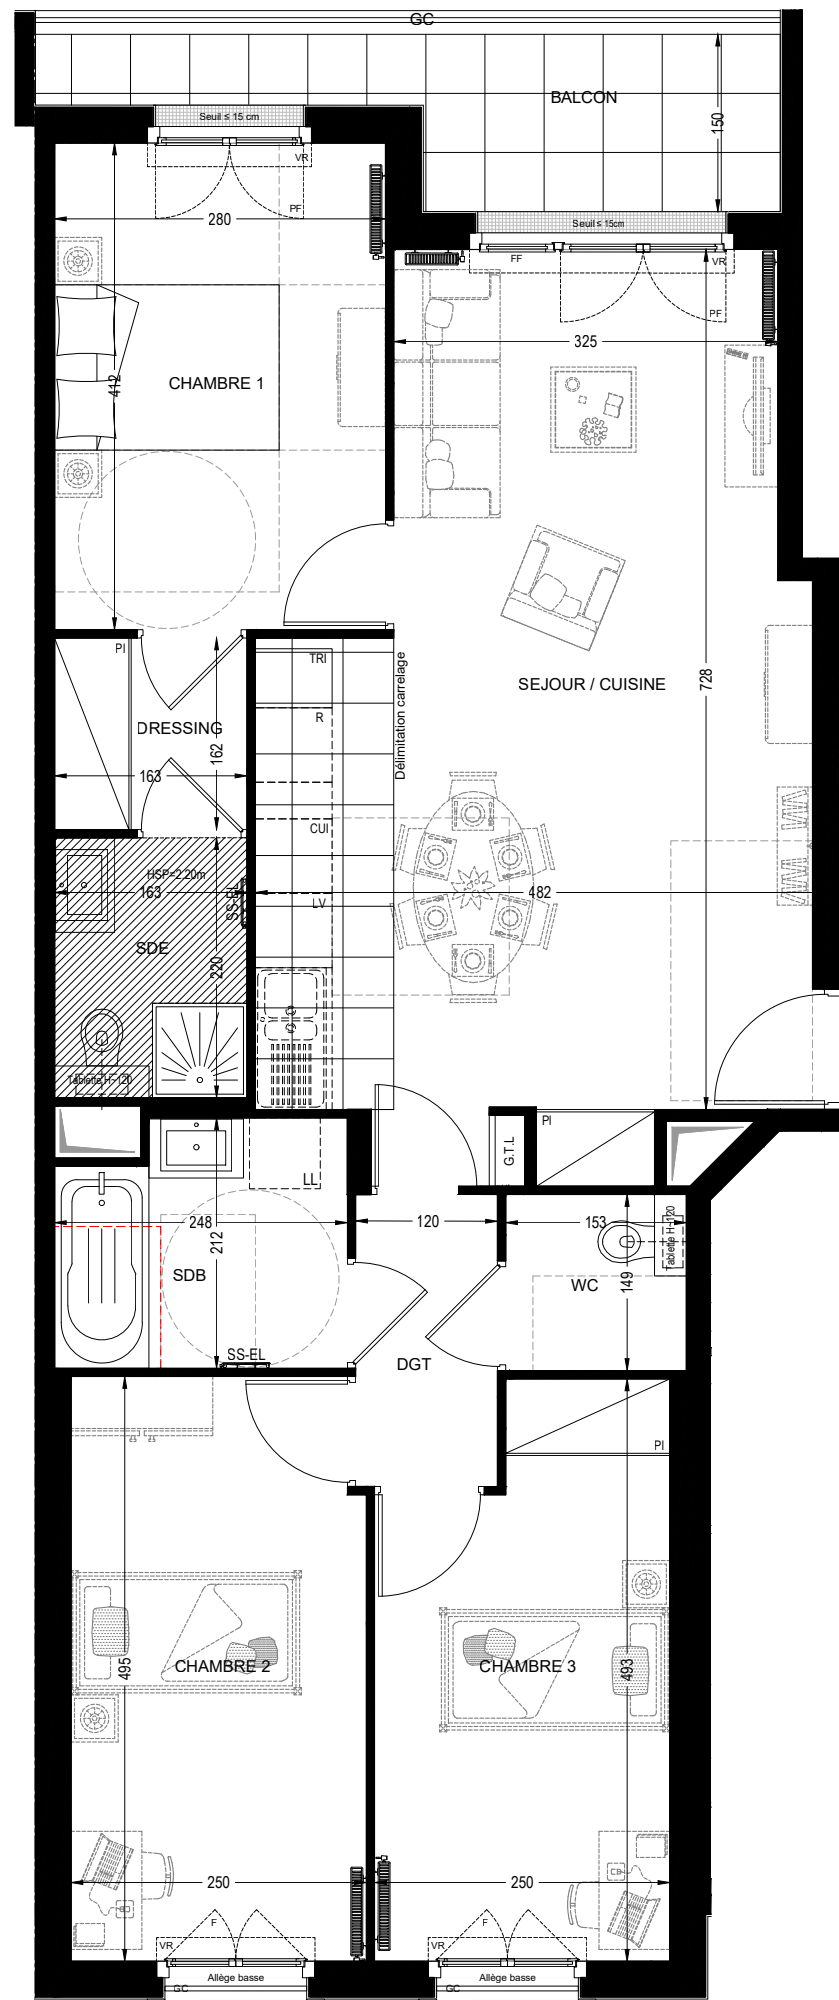 GC
BALCON
150
Seuil ≤ 15 cm
VR
PF
280
Seuil ≤ 15cm
FF
VR
PF
325
412
CHAMBRE 1
728
SEJOUR / CUISINE
Délimitation carrelage
TRI
R
CUI
LV
PI
DRESSING
162
163
HSP=2.20m
163
SS-EL
482
SDE
220
Tablette H=120
PI
G.T.L
LL
248
212
120
153
149
Tablette H=120
SDB
WC
SS-EL
DGT
PI
495
CHAMBRE 2
CHAMBRE 3
493
250
250
F
F
VR
VR
Allège basse
Allège basse
GC
GC